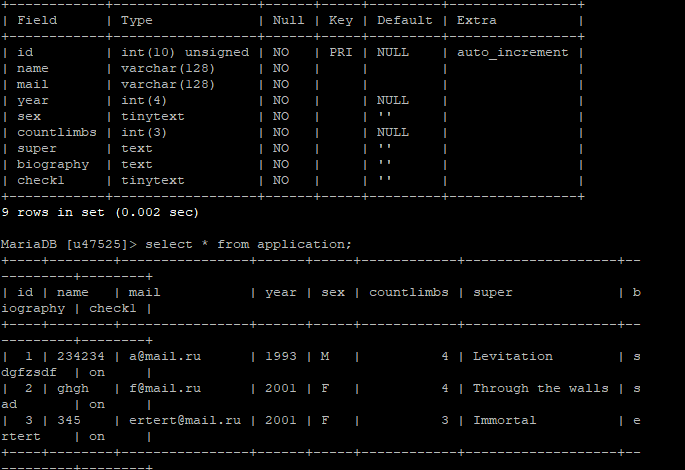 +------------+------------------+------+-----+---------+----------------+
| Field      | Type             | Null | Key | Default | Extra          |
+------------+------------------+------+-----+---------+----------------+
| id         | int(10) unsigned | NO   | PRI | NULL    | auto_increment |
| name       | varchar(128)     | NO   |     |         |                |
| mail       | varchar(128)     | NO   |     |         |                |
| year       | int(4)           | NO   |     | NULL    |                |
| sex        | tinytext         | NO   |     | ''      |                |
| countlimbs | int(3)           | NO   |     | NULL    |                |
| super      | text             | NO   |     | ''      |                |
| biography  | text             | NO   |     | ''      |                |
| check1     | tinytext         | NO   |     | ''      |                |
+------------+------------------+------+-----+---------+----------------+
9 rows in set (0.002 sec)

MariaDB [u47525]> select * from application;
+----+--------+----------------+------+-----+------------+-------------------+--
---------+--------+
| id | name   | mail           | year | sex | countlimbs | super             | b
iography | check1 |
+----+--------+----------------+------+-----+------------+-------------------+--
---------+--------+
|  1 | 234234 | a@mail.ru      | 1993 | M   |          4 | Levitation        | s
dgfzsdf  | on     |
|  2 | ghgh   | f@mail.ru      | 2001 | F   |          4 | Through the walls | s
ad       | on     |
|  3 | 345    | ertert@mail.ru | 2001 | F   |          3 | Immortal          | e
rtert    | on     |
+----+--------+----------------+------+-----+------------+-------------------+--
---------+--------+